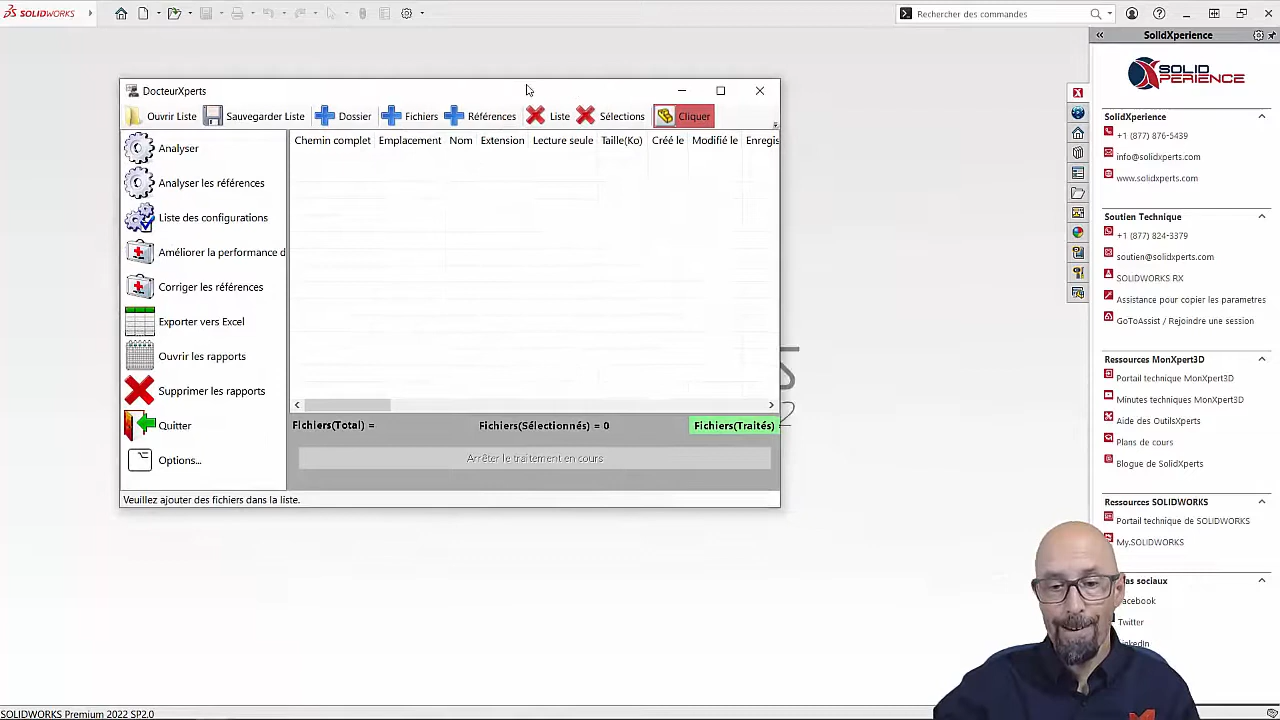 SOLIDWORKS
Rechercher des commandes
SolidXperience
SOLID
XPERIENCE
SolidXperience
+1 (877) 876-5439
info@solidxperts.com
www.solidxperts.com
Soutien Technique
+1 (877) 824-3379
soutien@solidxperts.com
SOLIDWORKS RX
Assistance pour copier les parametres
GoToAssist / Rejoindre une session
Ressources MonXpert3D
Portail technique MonXpert3D
Minutes techniques MonXpert3D
Aide des OutilsXperts
Plans de cours
Blogue de SolidXperts
Ressources SOLIDWORKS
Portail technique de SOLIDWORKS
My.SOLIDWORKS
sociaux
Twitter
DocteurXperts
Ouvrir Liste
Sauvegarder Liste
Dossier
Fichiers
Références
Liste
Sélections
Cliquer
Chemin complet Emplacement Nom Extension Lecture seule Taille(Ko) Créé le Modifié le Enregis
Analyser
Analyser les références
Liste des configurations
Améliorer la performance d
Corriger les références
Exporter vers Excel
Ouvrir les rapports
Supprimer les rapports
Quitter
Options...
Fichiers(Total) =
Fichiers(Sélectionnés) = 0
Fichiers(Traités) =
Arrêter le traitement en cours
Veuillez ajouter des fichiers dans la liste.
SOLIDWORKS Premium 2022 SP2.0